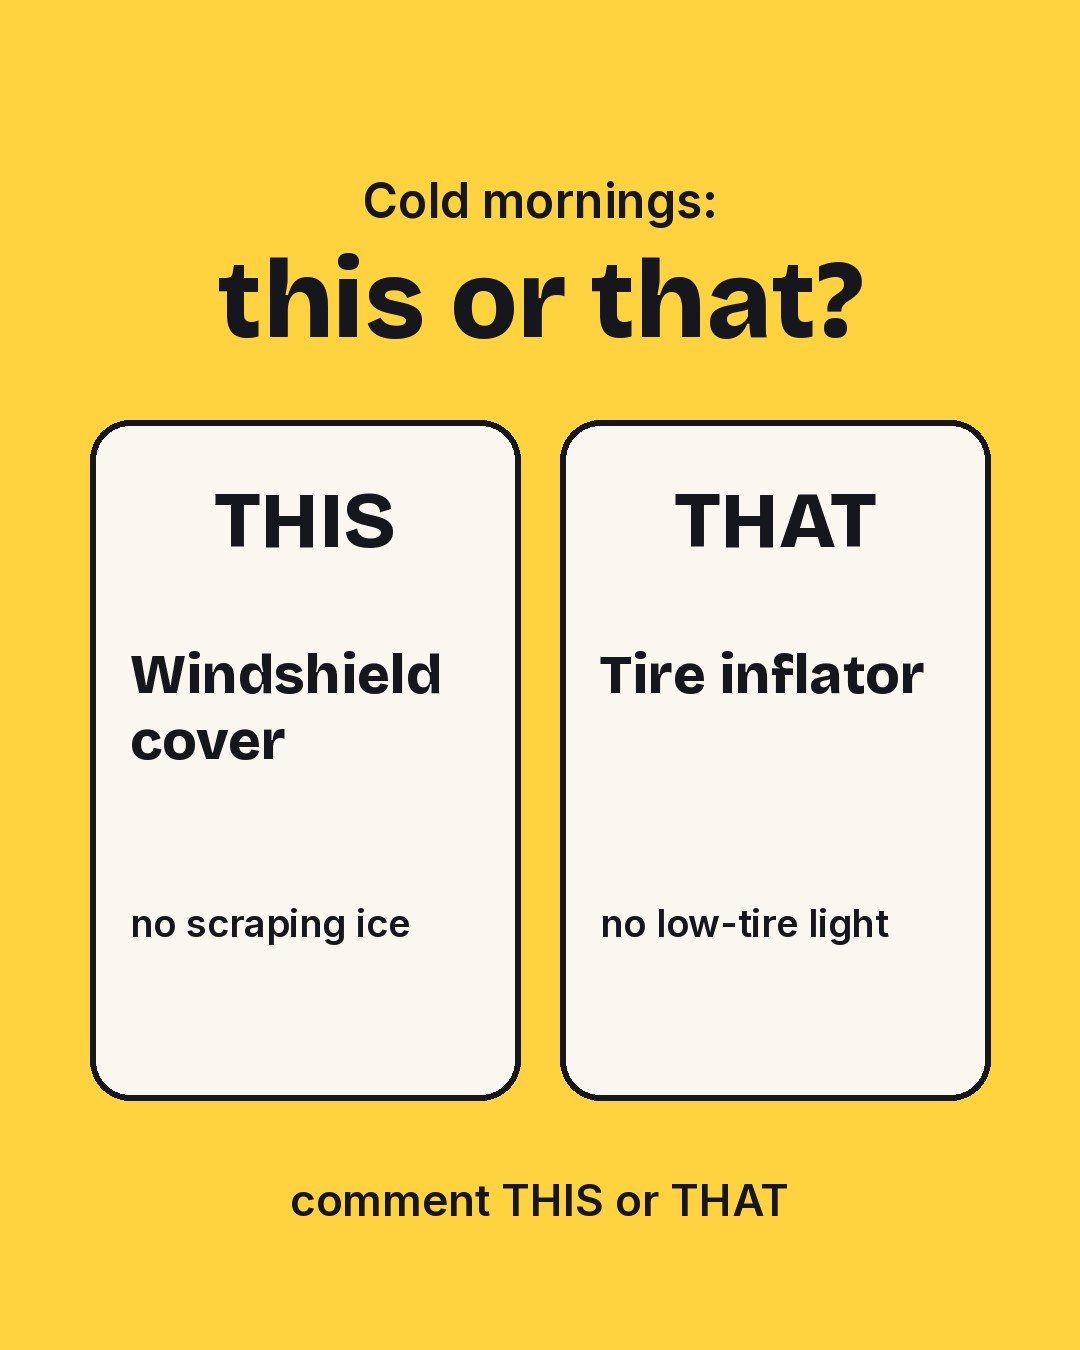 Cold mornings:
this or that?
THIS
Windshield
cover
no scraping ice
THAT
Tire inflator
no low-tire light
comment THIS or THAT